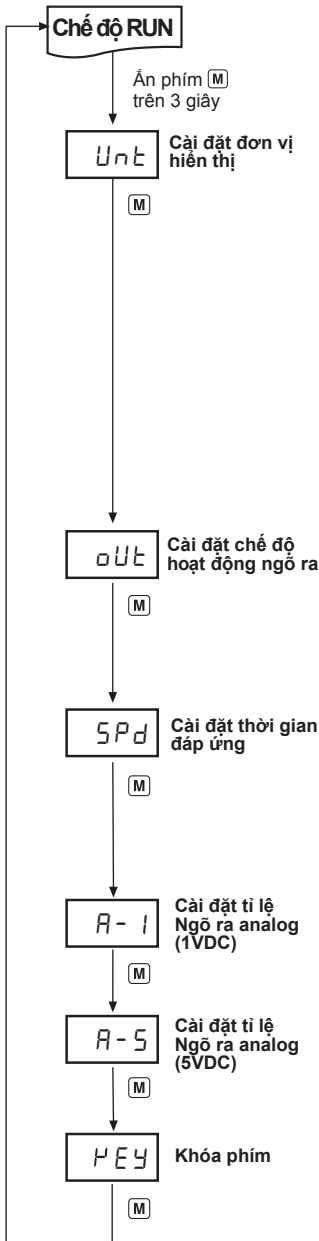 Chế độ RUN
Ấn phím M
trên 3 giây
Unt
Cài đặt đơn vị
hiển thị
M
oUt
Cài đặt chế độ
hoạt động ngõ ra
M
SPd
Cài đặt thời gian
đáp ứng
M
A-1
Cài đặt tỉ lệ
Ngõ ra analog
(1VDC)
M
A-5
Cài đặt tỉ lệ
Ngõ ra analog
(5VDC)
M
KEY
Khóa phím
M